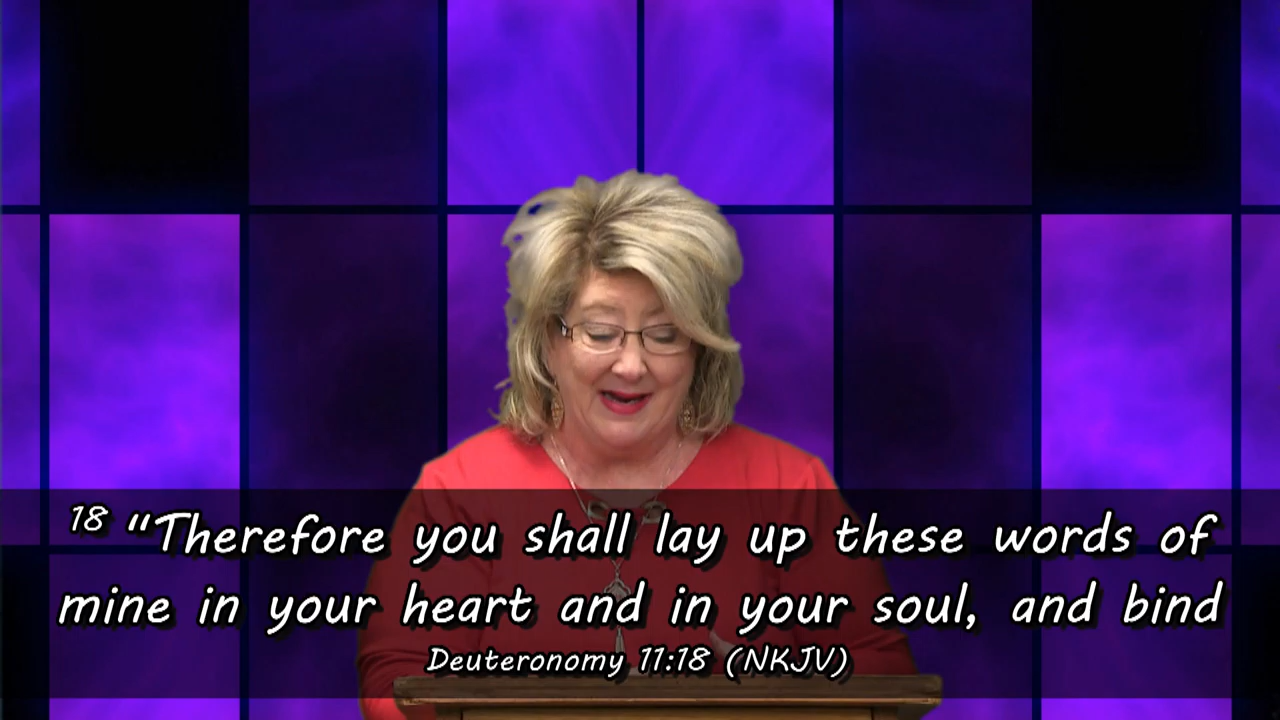 18 “Therefore you shall lay up these words of
mine in your heart and in your soul, and bind
Deuteronomy 11:18 (NKJV)